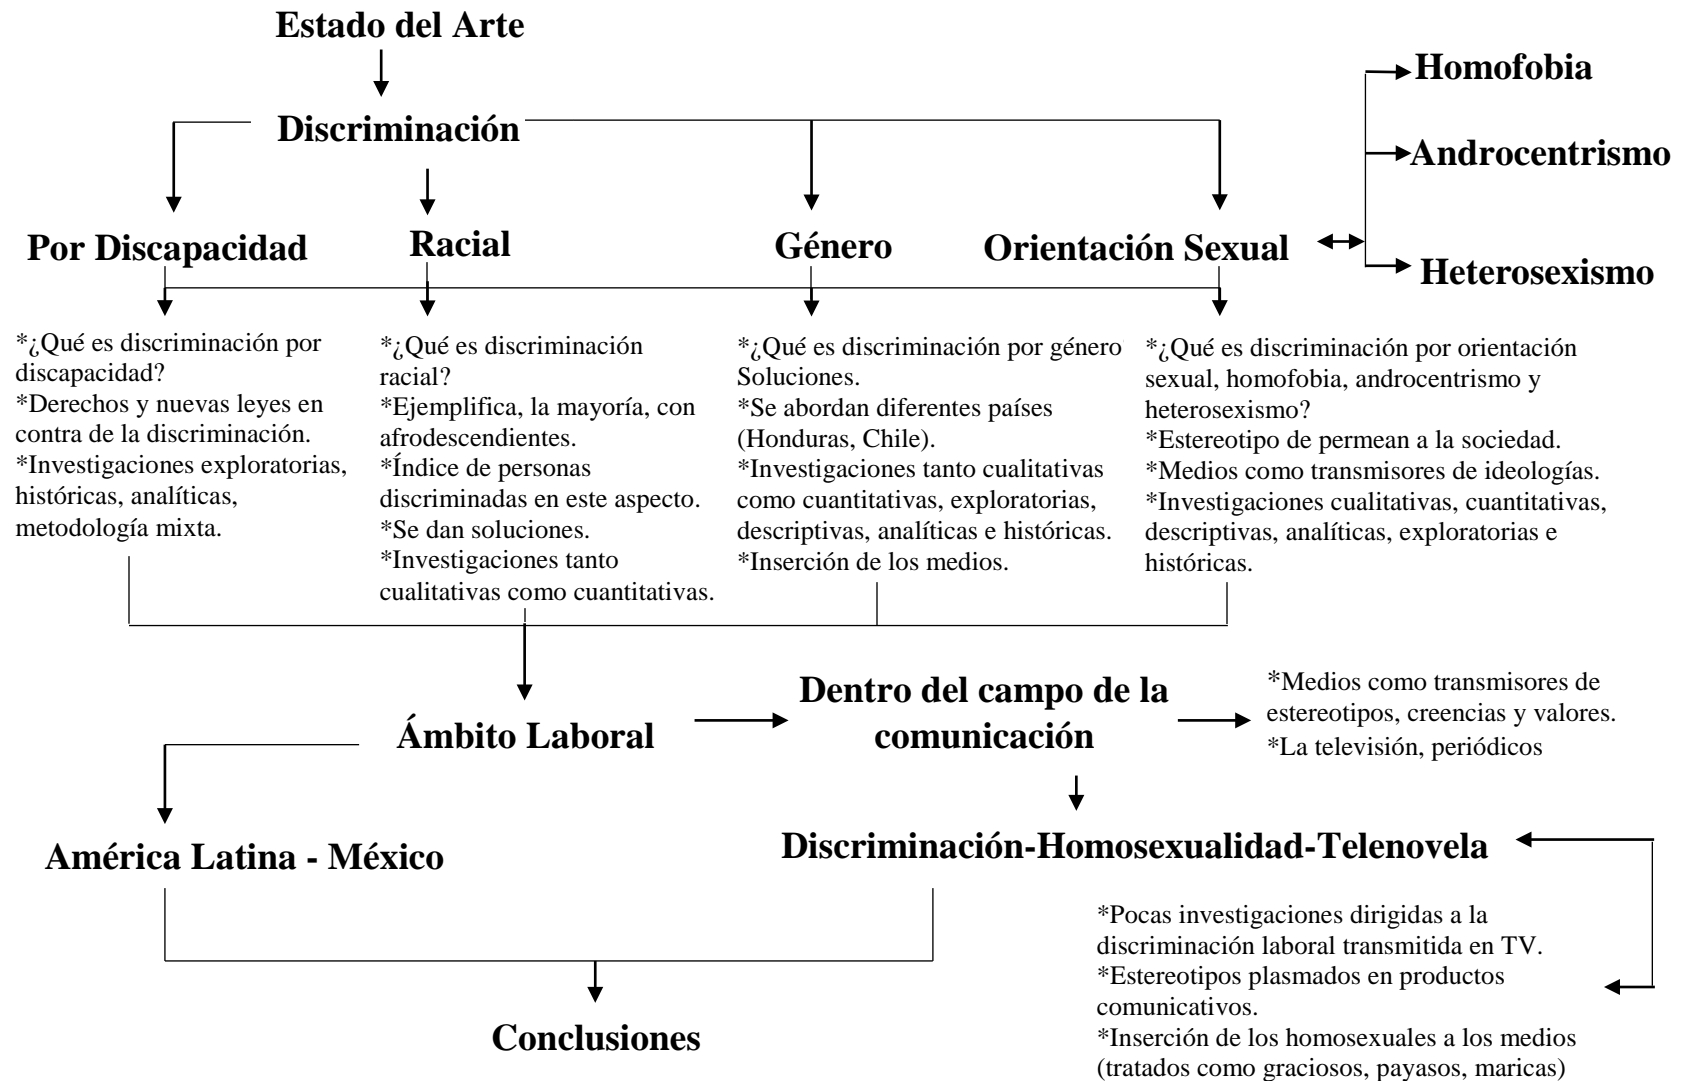 Estado del Arte
Discriminación
Homofobia
Androcentrismo
Heterosexismo
Por Discapacidad
Racial
Género
Orientación Sexual
*¿Qué es discriminación por
discapacidad?
*Derechos y nuevas leyes en
contra de la discriminación.
*Investigaciones exploratorias,
históricas, analíticas,
metodología mixta.
*¿Qué es discriminación
racial?
*Ejemplifica, la mayoría, con
afrodescendientes.
*Índice de personas
discriminadas en este aspecto.
*Se dan soluciones.
*Investigaciones tanto
cualitativas como cuantitativas.
*¿Qué es discriminación por género
Soluciones.
*Se abordan diferentes países
(Honduras, Chile).
*Investigaciones tanto cualitativas
como cuantitativas, exploratorias,
descriptivas, analíticas e históricas.
*Inserción de los medios.
*¿Qué es discriminación por orientación
sexual, homofobia, androcentrismo y
heterosexismo?
*Estereotipo de permean a la sociedad.
*Medios como transmisores de ideologías.
*Investigaciones cualitativas, cuantitativas,
descriptivas, analíticas, exploratorias e
históricas.
Ámbito Laboral
Dentro del campo de la
comunicación
*Medios como transmisores de
estereotipos, creencias y valores.
*La televisión, periódicos
América Latina - México
Discriminación-Homosexualidad-Telenovela
*Pocas investigaciones dirigidas a la
discriminación laboral transmitida en TV.
*Estereotipos plasmados en productos
comunicativos.
*Inserción de los homosexuales a los medios
(tratados como graciosos, payasos, maricas)
Conclusiones